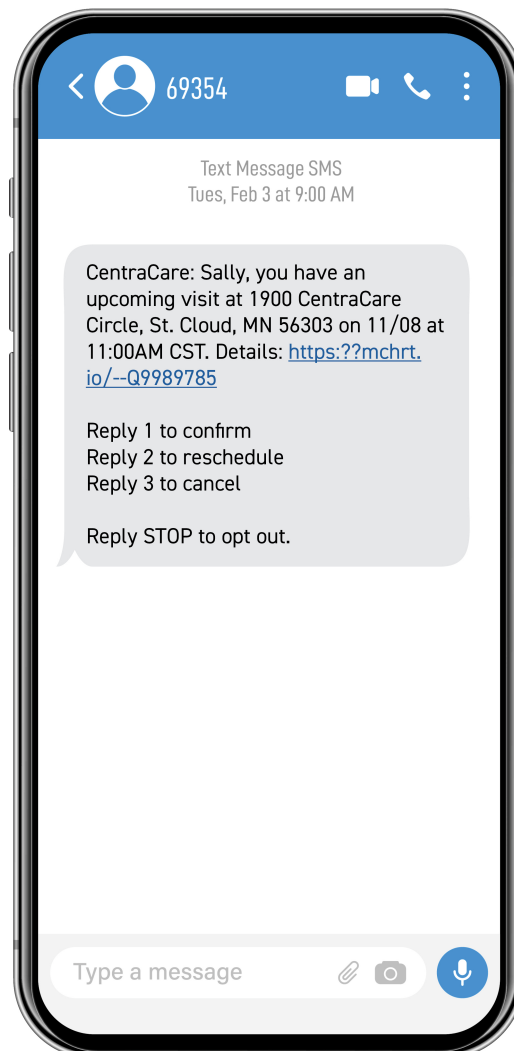 69354
Text Message SMS
Tues, Feb 3 at 9:00 AM
CentraCare: Sally, you have an
upcoming visit at 1900 CentraCare
Circle, St. Cloud, MN 56303 on 11/08 at
11:00AM CST. Details: https:??mchrt.
io/--Q9989785
Reply 1 to confirm
Reply 2 to reschedule
Reply 3 to cancel
Reply STOP to opt out.
Type a message